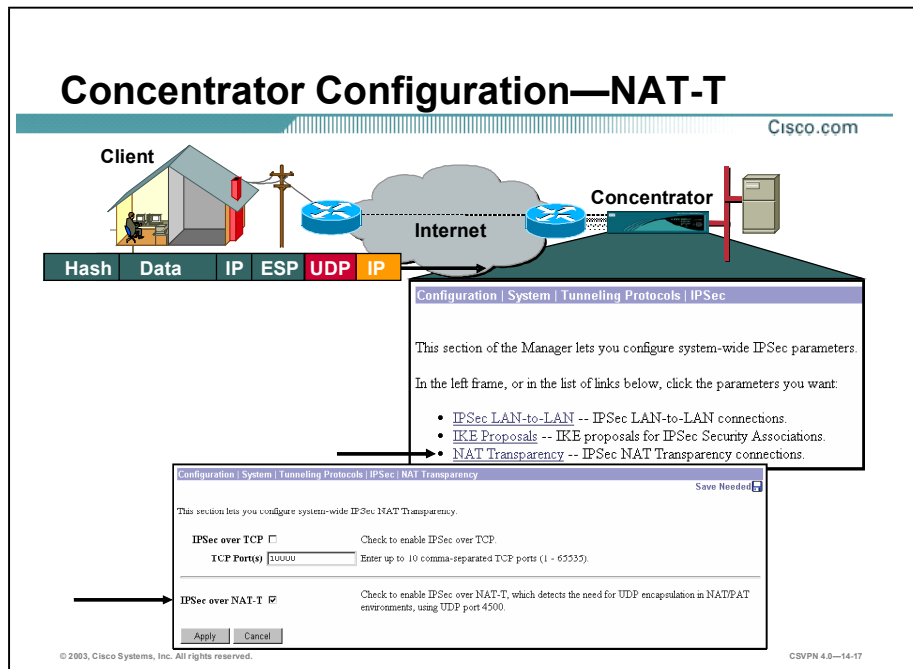 Concentrator Configuration—NAT-T
Cisco.com
Client
Concentrator
Internet
Hash Data IP ESP UDP IP
Configuration | System | Tunneling Protocols | IPSec
This section of the Manager lets you configure system-wide IPSec parameters.
In the left frame, or in the list of links below, click the parameters you want:
• IPSec LAN-to-LAN -- IPSec LAN-to-LAN connections.
• IKE Proposals -- IKE proposals for IPSec Security Associations.
• NAT Transparency -- IPSec NAT Transparency connections.
Configuration | System | Tunneling Protocols | IPSec | NAT Transparency
Save Needed
This section lets you configure system-wide IPSec NAT Transparency.
IPSec over TCP Check to enable IPSec over TCP.
TCP Port(s) 10000 Enter up to 10 comma-separated TCP ports (1 - 65535).
IPSec over NAT-T Check to enable IPSec over NAT-T, which detects the need for UDP encapsulation in NAT/PAT
environments, using UDP port 4500.
Apply Cancel
© 2003, Cisco Systems, Inc. All rights reserved.
CSVPN 4.0—14-17